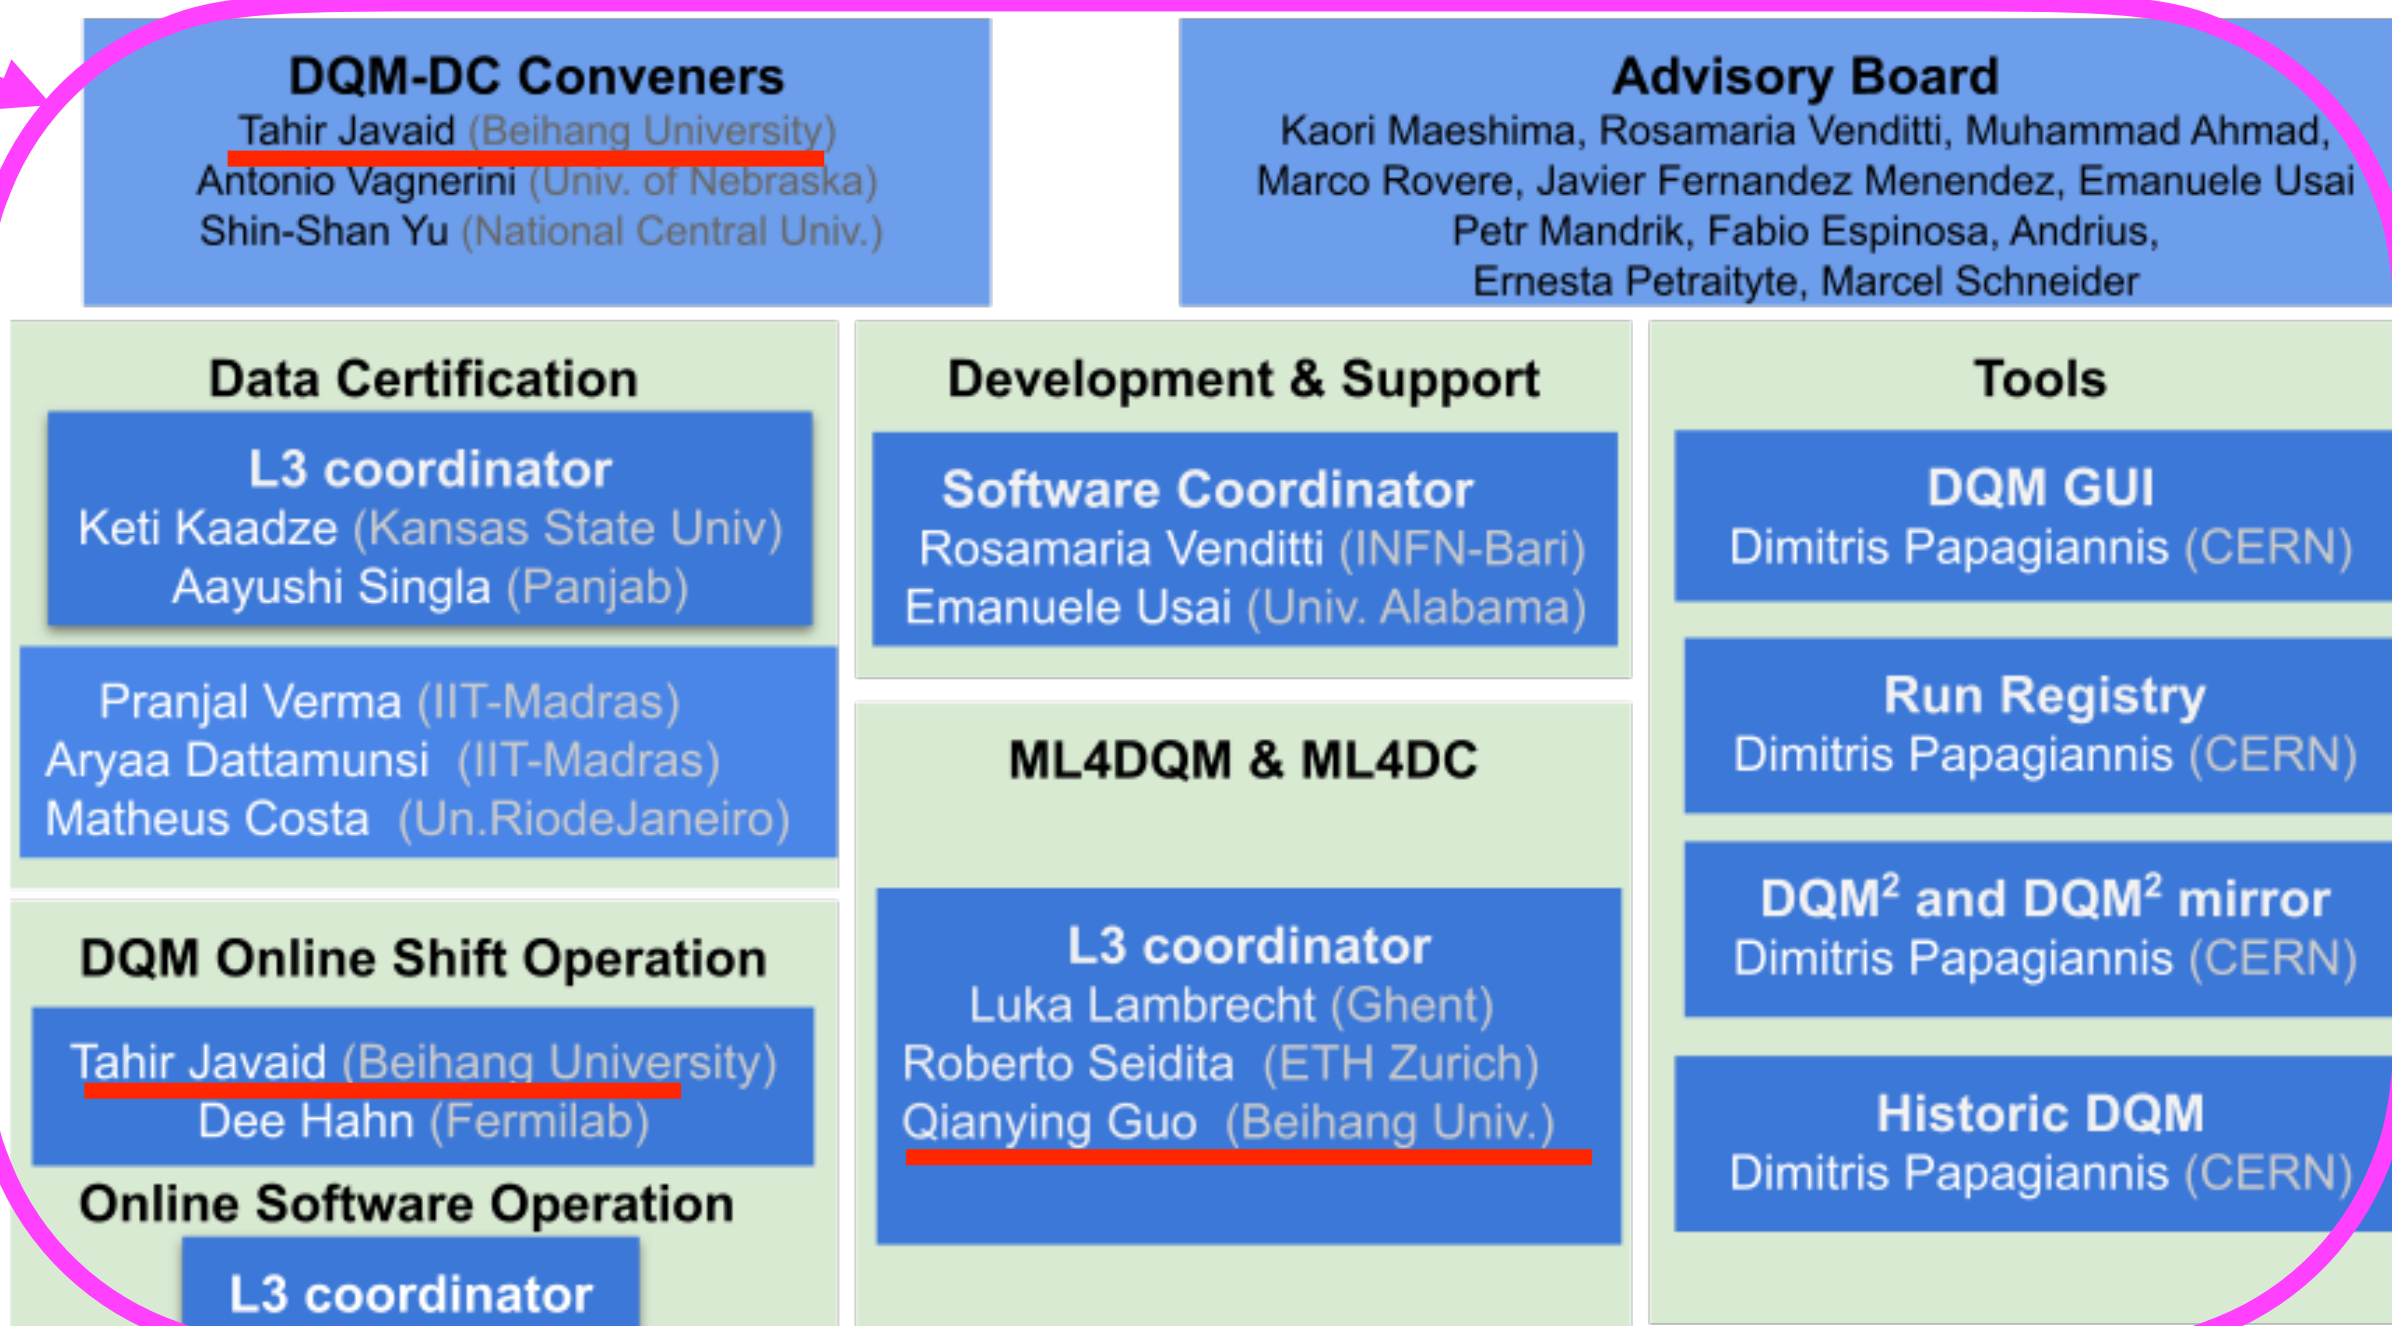 DQM-DC Conveners
Tahir Javaid (Beihang University)
Antonio Vagnerini (Univ. of Nebraska)
Shin-Shan Yu (National Central Univ.)
Advisory Board
Kaori Maeshima, Rosamaria Venditti, Muhammad Ahmad,
Marco Rovere, Javier Fernandez Menendez, Emanuele Usai
Petr Mandrik, Fabio Espinosa, Andrius,
Ernesta Petraityte, Marcel Schneider
Data Certification
L3 coordinator
Keti Kaadze (Kansas State Univ)
Aayushi Singla (Panjab)
Pranjal Verma (IIT-Madras)
Aryaa Dattamunsi (IIT-Madras)
Matheus Costa (Un.RiodeJaneiro)
DQM Online Shift Operation
Tahir Javaid (Beihang University)
Dee Hahn (Fermilab)
Online Software Operation
L3 coordinator
Development & Support
Software Coordinator
Rosamaria Venditti (INFN-Bari)
Emanuele Usai (Univ. Alabama)
ML4DQM & ML4DC
L3 coordinator
Luka Lambrecht (Ghent)
Roberto Seidita (ETH Zurich)
Qianying Guo (Beihang Univ.)
Tools
DQM GUI
Dimitris Papagiannis (CERN)
Run Registry
Dimitris Papagiannis (CERN)
DQM² and DQM² mirror
Dimitris Papagiannis (CERN)
Historic DQM
Dimitris Papagiannis (CERN)